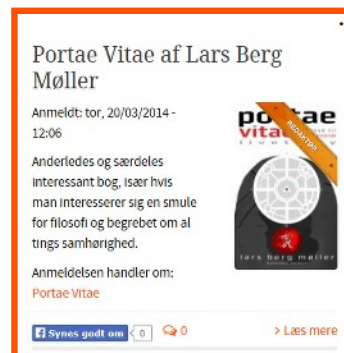 Portae Vitae af Lars Berg
Møller
Anmeldt: tor, 20/03/2014 -
12:06
Anderledes og særdeles
interessant bog, især hvis
man interesserer sig en smule
for filosofi og begrebet om al
tings samhørighed.
Anmeldelsen handler om:
Portae Vitae
portae
vitae
REDAKTØR
lars berg møller
Synes godt om 0
0
> Læs mere